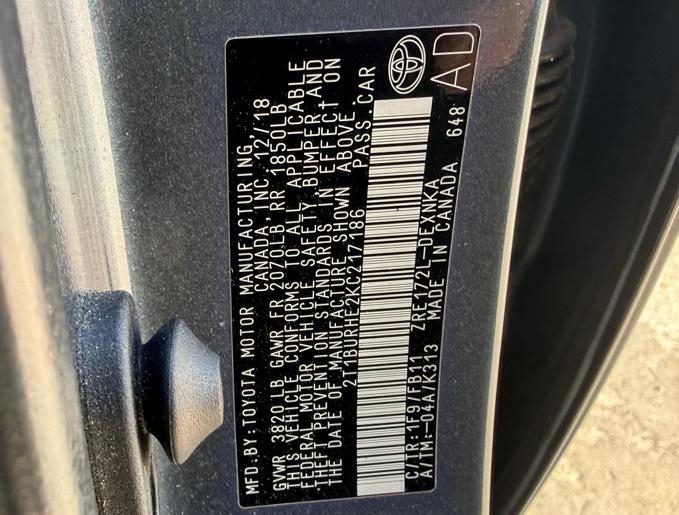 MFD.BY:TOYOTA MOTOR MANUFACTURING,
CANADA, INC. 12/18
GVWR 3820LB GAWR FR 2070LB RR 1850LB
THIS VEHICLE CONFORMS TO ALL APPLICABLE
FEDERAL MOTOR VEHICLE SAFETY, BUMPER,AND
THEFT PREVENTION STANDARDS IN EFFECT ON
THE DATE OF MANUFACTURE SHOWN ABOVE.
2T1BURHE2KC217186 PASS.CAR
C/TR:1F9/FB11 ZRE172L-DEXNKA
A/TM:-04A/K313 MADE IN CANADA 648
AD